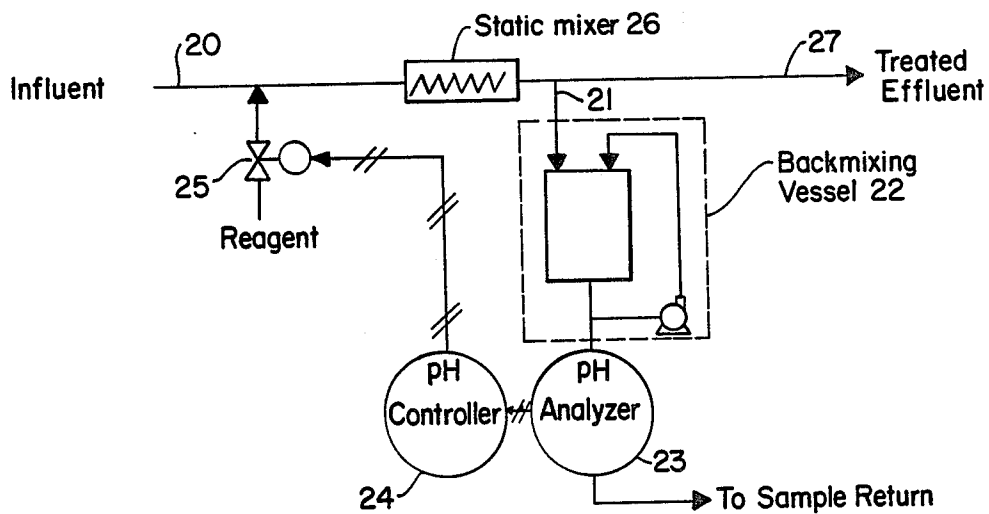 20
Static mixer 26
27
Influent
Treated
Effluent
21
25
Reagent
Backmixing
Vessel 22
pH
Controller
pH
Analyzer
24
23
To Sample Return